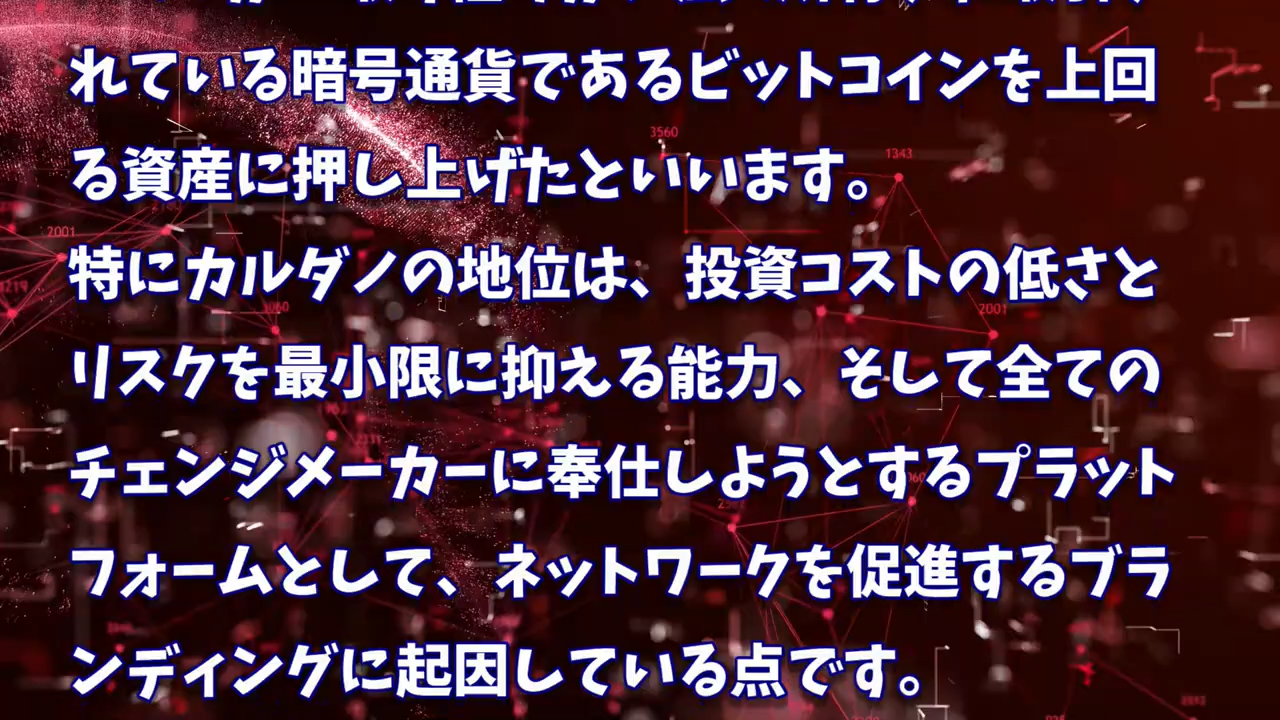 れている暗号通貨であるビットコインを上回
る資産に押し上げたといいます。
特にカルダノの地位は、投資コストの低さと
リスクを最小限に抑える能力、そして全ての
チェンジメーカーに奉仕しようとするプラット
フォームとして、ネットワークを促進するブラ
ンディングに起因している点です。
3560
1343
2001
2001